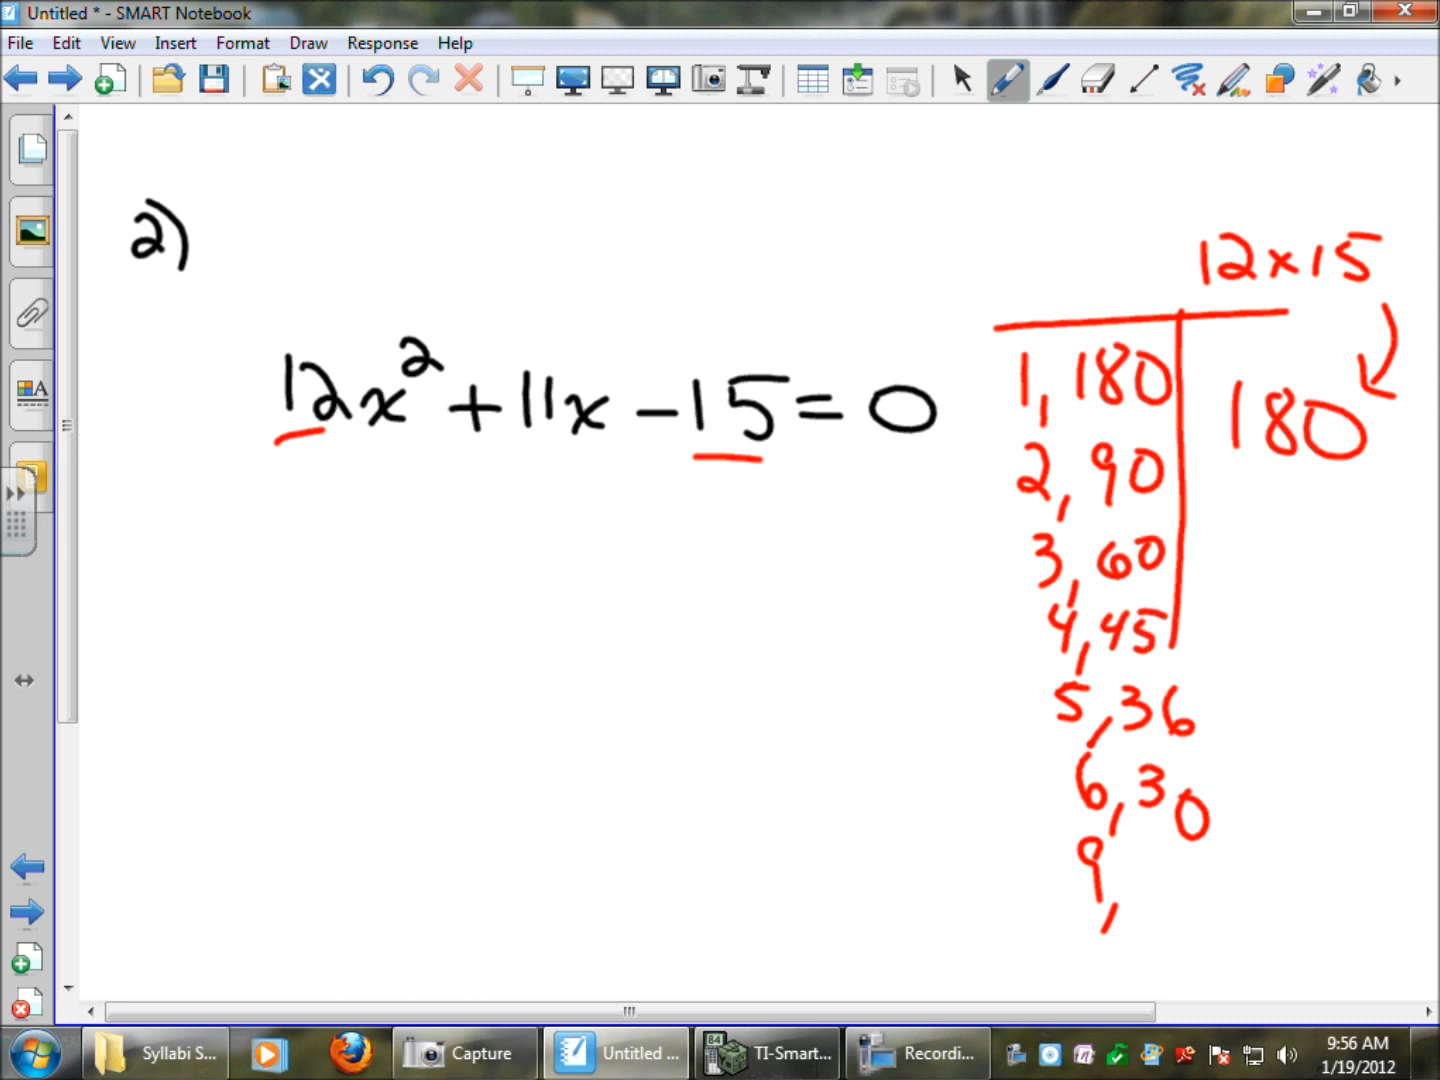 Untitled * - SMART Notebook
File Edit View Insert Format Draw Response Help
2)
12x² + 11x - 15 = 0
12 x 15
180
1, 180
2, 90
3, 60
4, 45
5, 36
6, 30
9,
Syllabi S... Capture Untitled ... TI-Smart... Recordi... 9:56 AM
1/19/2012